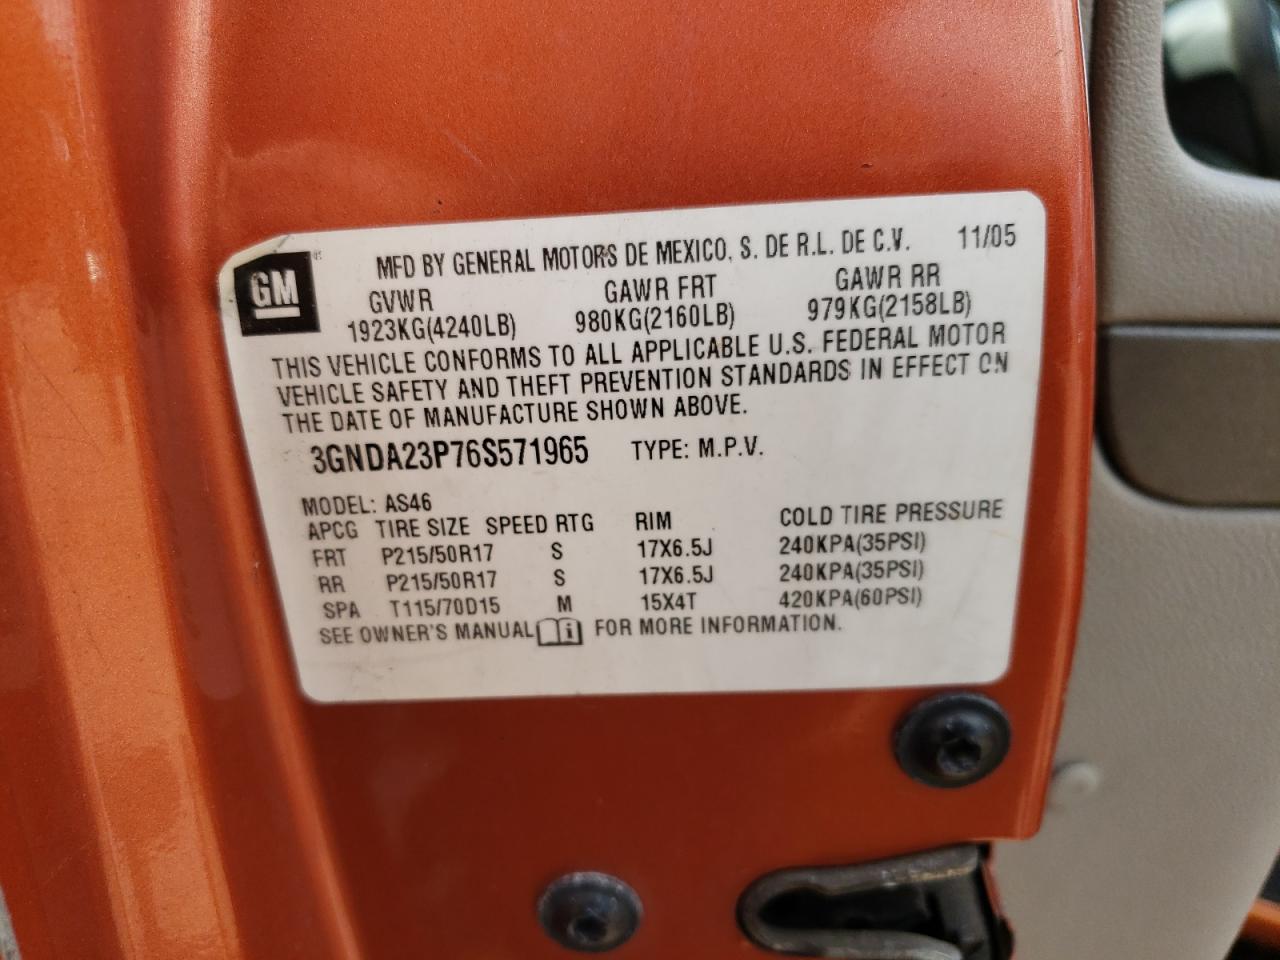 GM ®
MFD BY GENERAL MOTORS DE MEXICO, S. DE R.L. DE C.V. 11/05
GVWR GAWR FRT GAWR RR
1923KG(4240LB) 980KG(2160LB) 979KG(2158LB)
THIS VEHICLE CONFORMS TO ALL APPLICABLE U.S. FEDERAL MOTOR
VEHICLE SAFETY AND THEFT PREVENTION STANDARDS IN EFFECT ON
THE DATE OF MANUFACTURE SHOWN ABOVE.
3GNDA23P76S571965 TYPE: M.P.V.
MODEL: AS46
APCG TIRE SIZE SPEED RTG RIM COLD TIRE PRESSURE
FRT P215/50R17 S 17X6.5J 240KPA(35PSI)
RR P215/50R17 S 17X6.5J 240KPA(35PSI)
SPA T115/70D15 M 15X4T 420KPA(60PSI)
SEE OWNER'S MANUAL i FOR MORE INFORMATION.